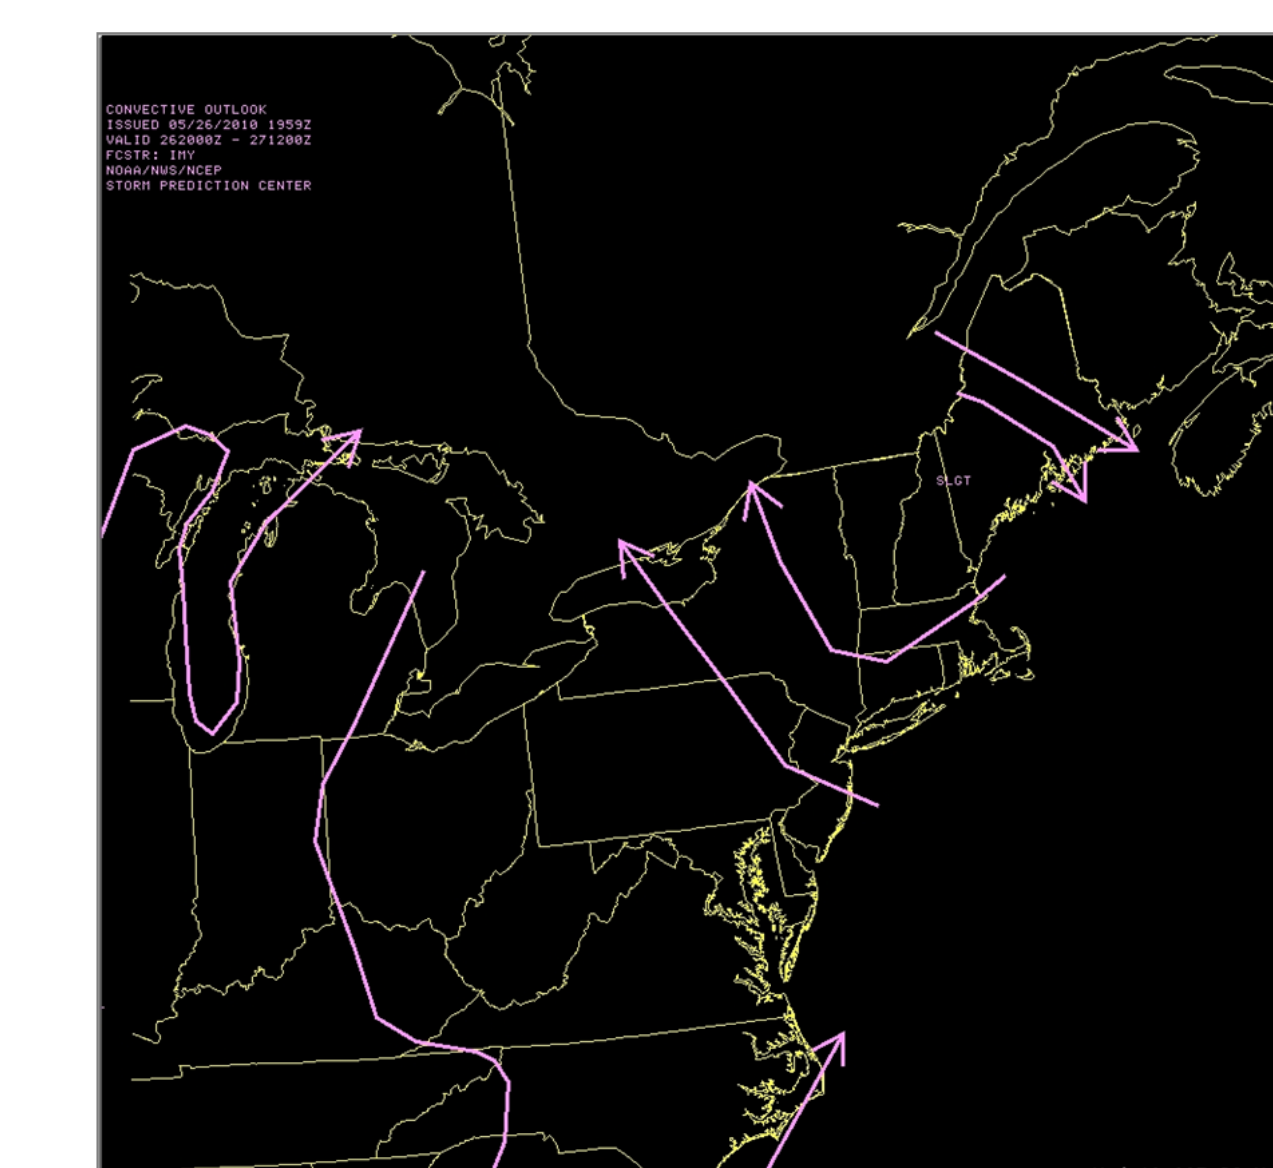 CONVECTIVE OUTLOOK
ISSUED 05/26/2010 1959Z
VALID 262000Z - 271200Z
FCSTR: IMY
NOAA/NWS/NCEP
STORM PREDICTION CENTER
SLGT